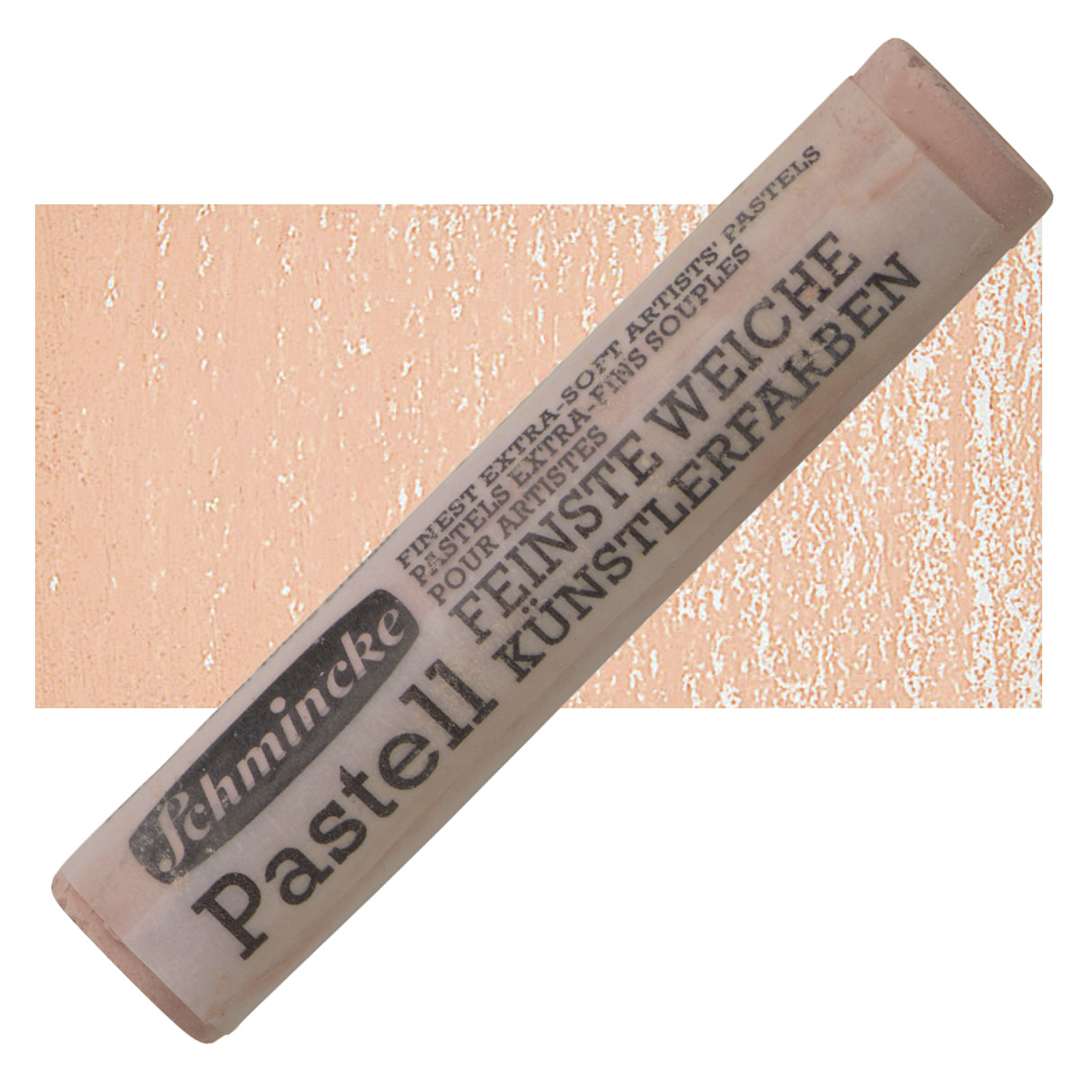 Schmincke
Pastell
FINEST EXTRA-SOFT ARTISTS' PASTELS
PASTELS EXTRA-FINS SOUPLES
POUR ARTISTES
FEINSTE WEICHE
KÜNSTLERFARBEN